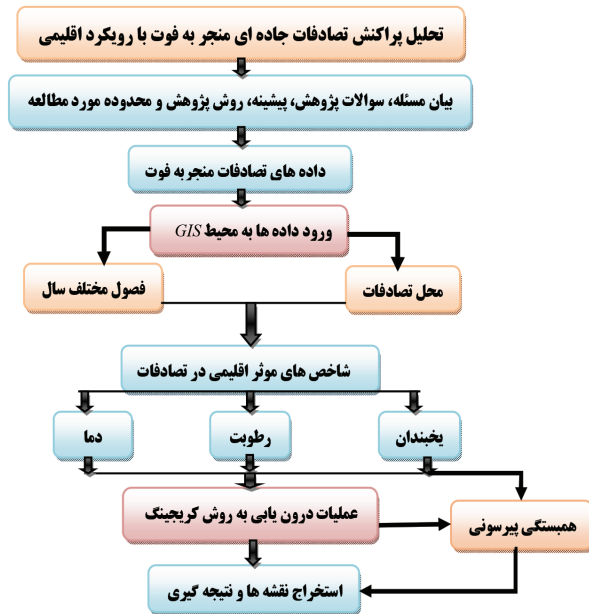 تحلیل پراکنش تصادفات جاده ای منجر به فوت با رویکرد اقلیمی
بیان مسئله، سوالات پژوهش، پیشینه، روش پژوهش و محدوده مورد مطالعه
داده های تصادفات منجر به فوت
ورود داده ها به محیط GIS
محل تصادفات
فصول مختلف سال
شاخص های موثر اقلیمی در تصادفات
یخبندان
رطوبت
دما
عملیات درون یابی به روش کریجینگ
همبستگی پیرسونی
استخراج نقشه ها و نتیجه گیری